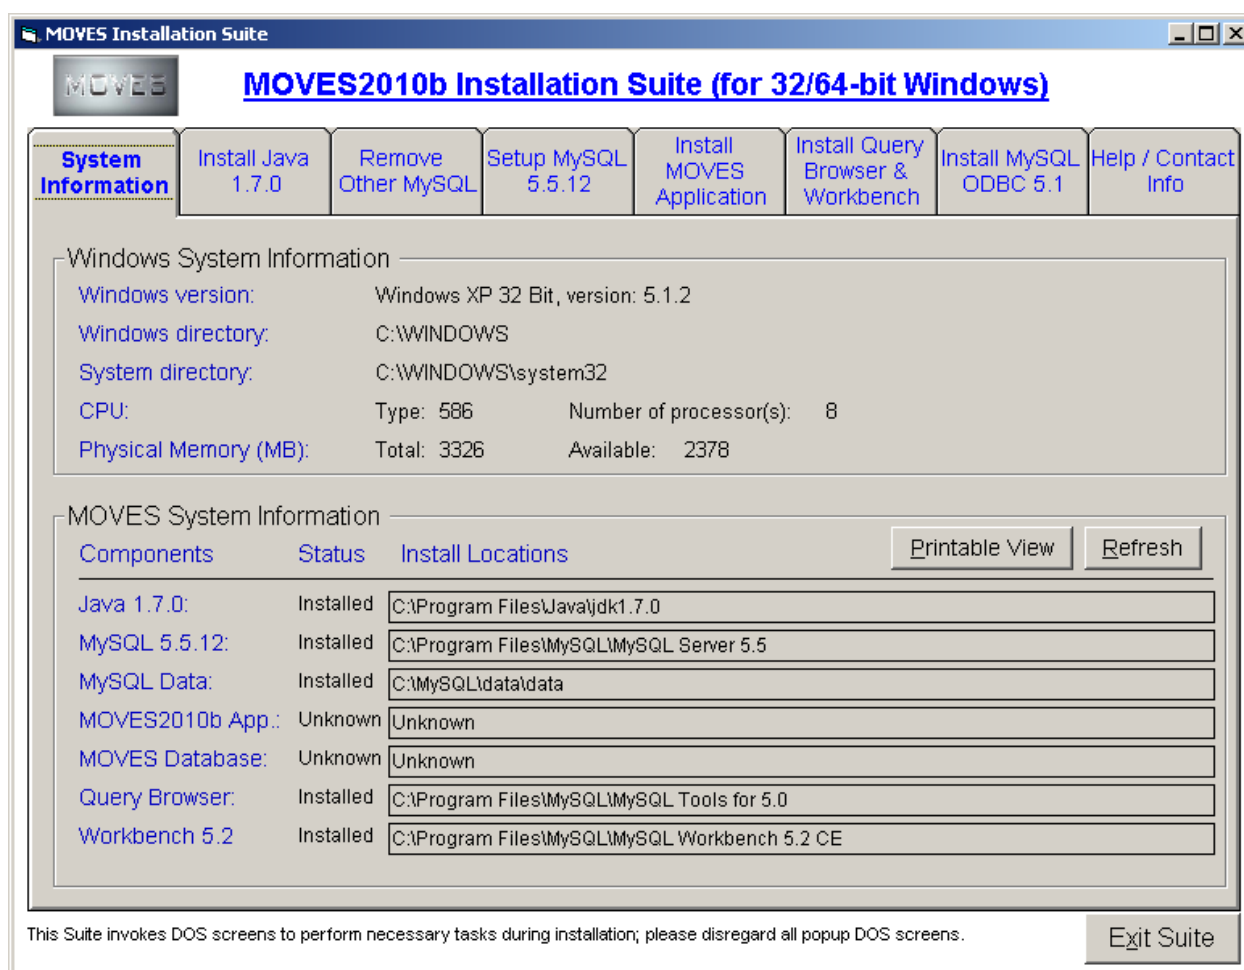 MOVES Installation Suite
MOVES
MOVES2010b Installation Suite (for 32/64-bit Windows)
System
Information
Install Java
1.7.0
Remove
Other MySQL
Setup MySQL
5.5.12
Install
MOVES
Application
Install Query
Browser &
Workbench
Install MySQL
ODBC 5.1
Help / Contact
Info
Windows System Information
Windows version: Windows XP 32 Bit, version: 5.1.2
Windows directory: C:\WINDOWS
System directory: C:\WINDOWS\system32
CPU: Type: 586 Number of processor(s): 8
Physical Memory (MB): Total: 3326 Available: 2378
MOVES System Information
Components Status Install Locations Printable View Refresh
Java 1.7.0: Installed C:\Program Files\Java\jdk1.7.0
MySQL 5.5.12: Installed C:\Program Files\MySQL\MySQL Server 5.5
MySQL Data: Installed C:\MySQL\data\data
MOVES2010b App.: Unknown Unknown
MOVES Database: Unknown Unknown
Query Browser: Installed C:\Program Files\MySQL\MySQL Tools for 5.0
Workbench 5.2 Installed C:\Program Files\MySQL\MySQL Workbench 5.2 CE
This Suite invokes DOS screens to perform necessary tasks during installation; please disregard all popup DOS screens.
Exit Suite